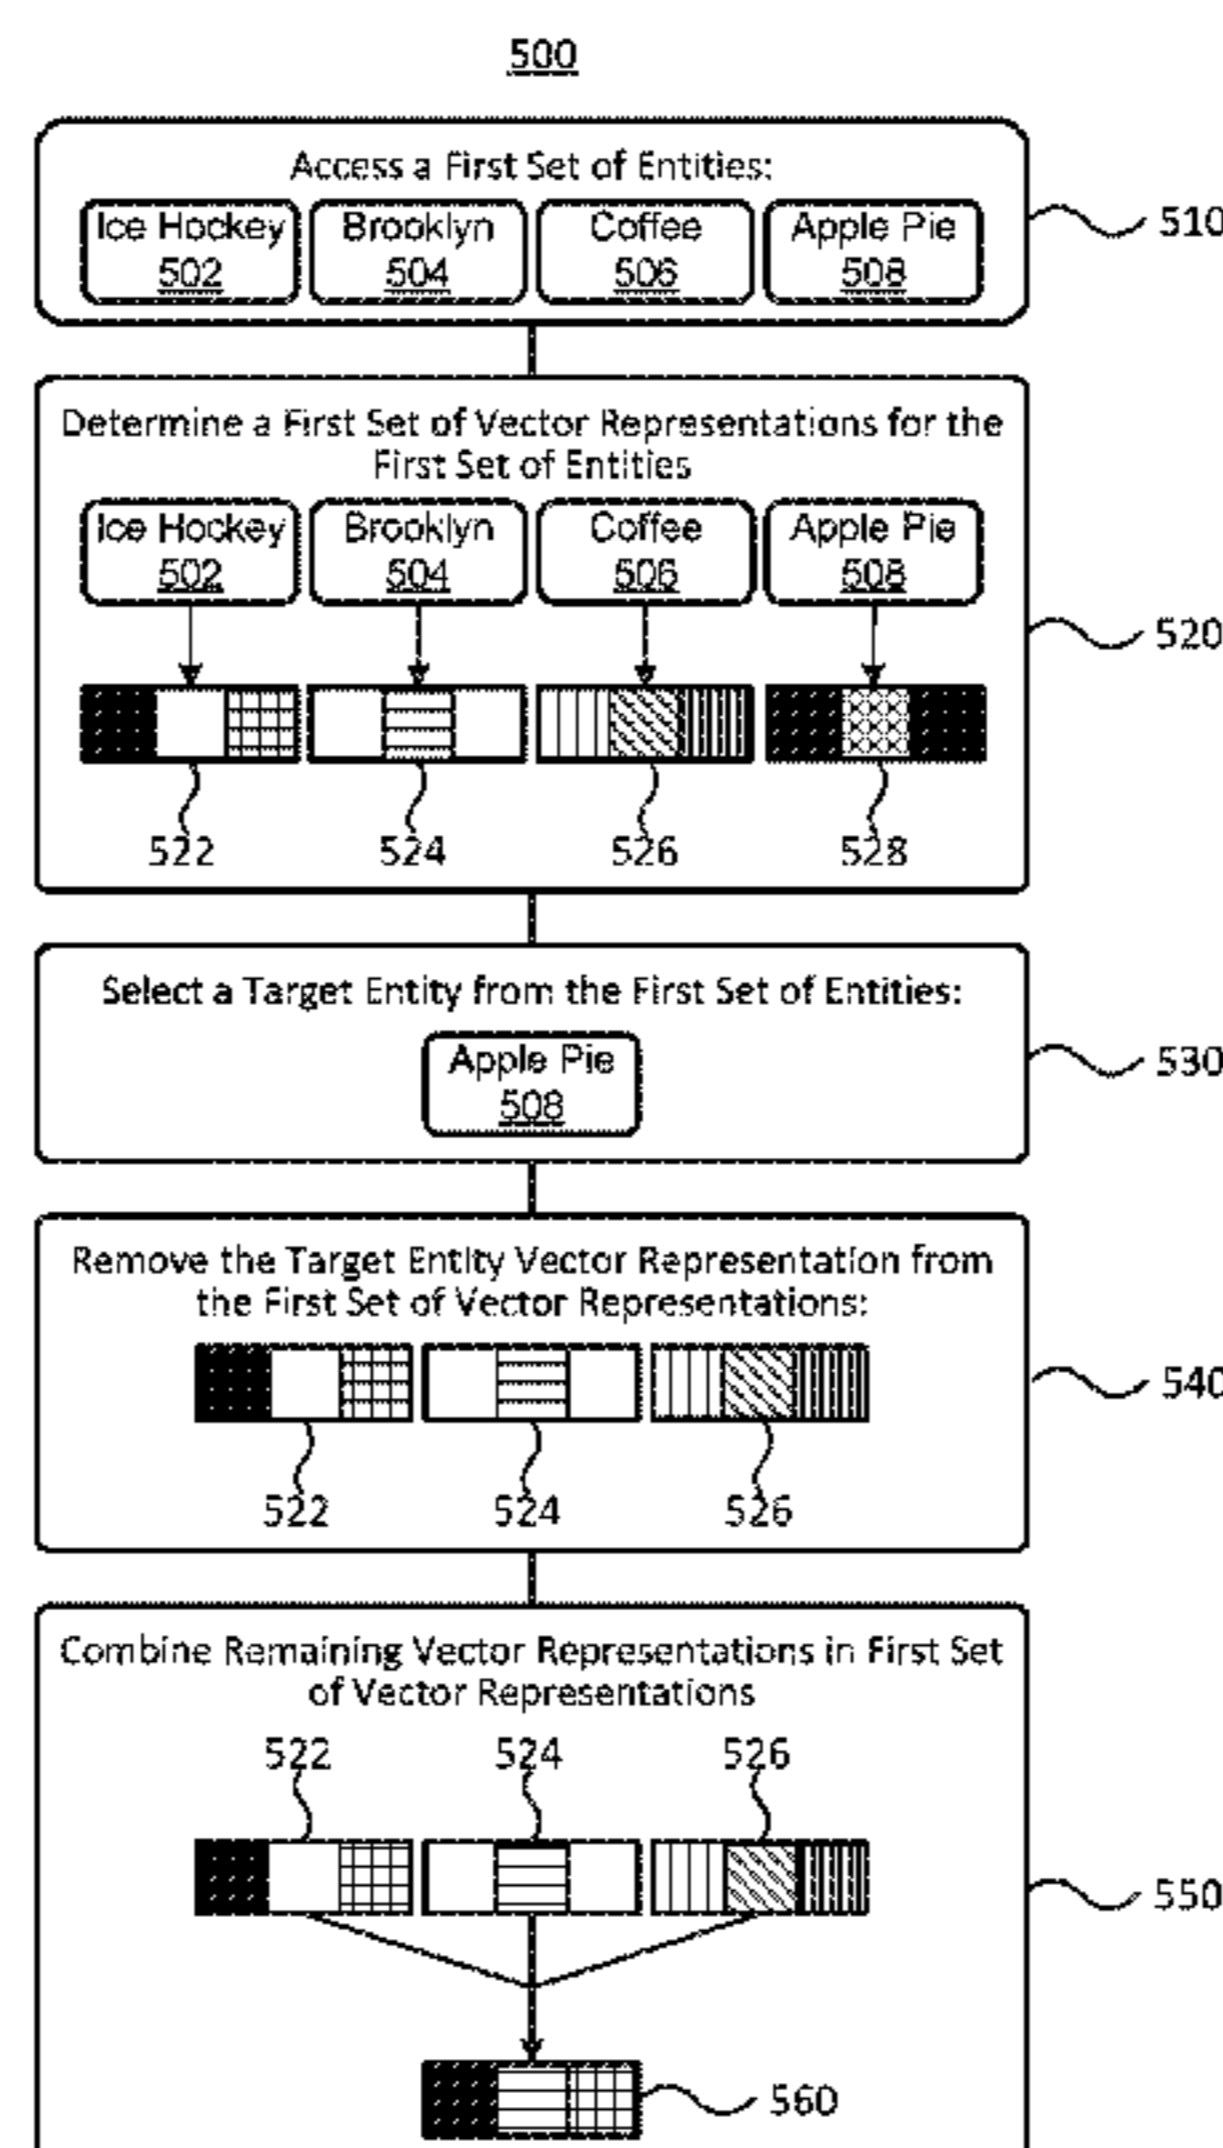 500
Access a First Set of Entities:
Ice Hockey Brooklyn Coffee Apple Pie
502 504 506 508
510
Determine a First Set of Vector Representations for the
First Set of Entities
Ice Hockey Brooklyn Coffee Apple Pie
502 504 506 508
520
522 524 526 528
Select a Target Entity from the First Set of Entities:
Apple Pie
508
530
Remove the Target Entity Vector Representation from
the First Set of Vector Representations:
540
522 524 526
Combine Remaining Vector Representations in First Set
of Vector Representations
522 524 526
550
560